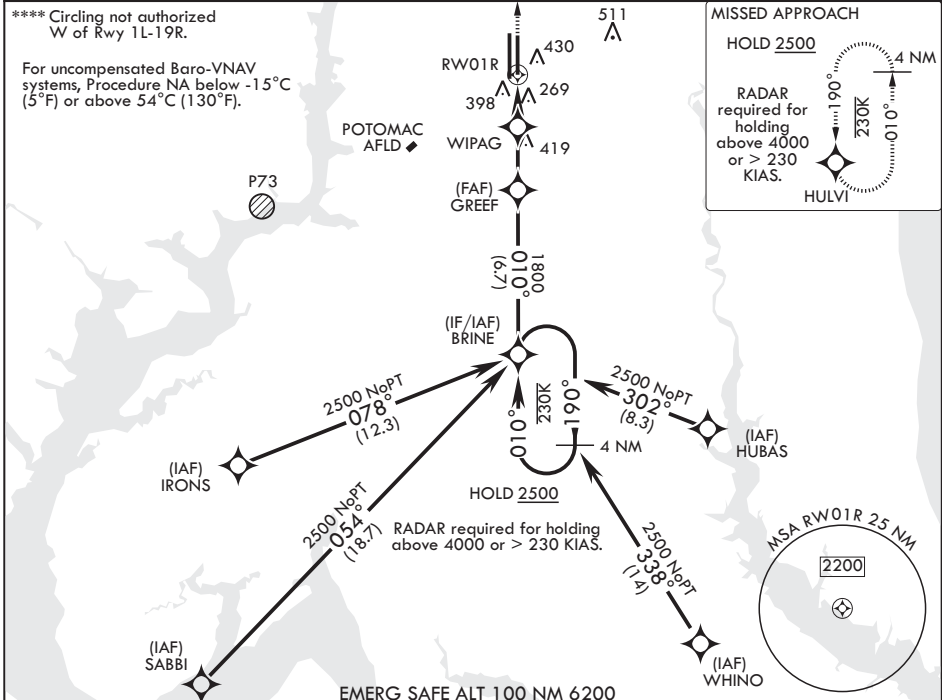 **** Circling not authorized
W of Rwy 1L-19R.
For uncompensated Baro-VNAV
systems, Procedure NA below -15°C
(5°F) or above 54°C (130°F).
511
430
RW01R
269
398
POTOMAC
AFLD
WIPAG
419
P73
(FAF)
GREEF
1800
010°
(6.7)
(IF/IAF)
BRINE
2500 NoPT
078°
(12.3)
(IAF)
IRONS
010°
230K
190°
4 NM
HOLD 2500
2500 NoPT
302°
(8.3)
(IAF)
HUBAS
2500 NoPT
054°
(18.7)
RADAR required for holding
above 4000 or > 230 KIAS.
2500 NoPT
338°
(14)
(IAF)
SABBI
(IAF)
WHINO
EMERG SAFE ALT 100 NM 6200
MISSED APPROACH
HOLD 2500
4 NM
RADAR
required for
holding
above 4000
or > 230
KIAS.
190°
230K
010°
HULVI
MSA RW01R 25 NM
2200